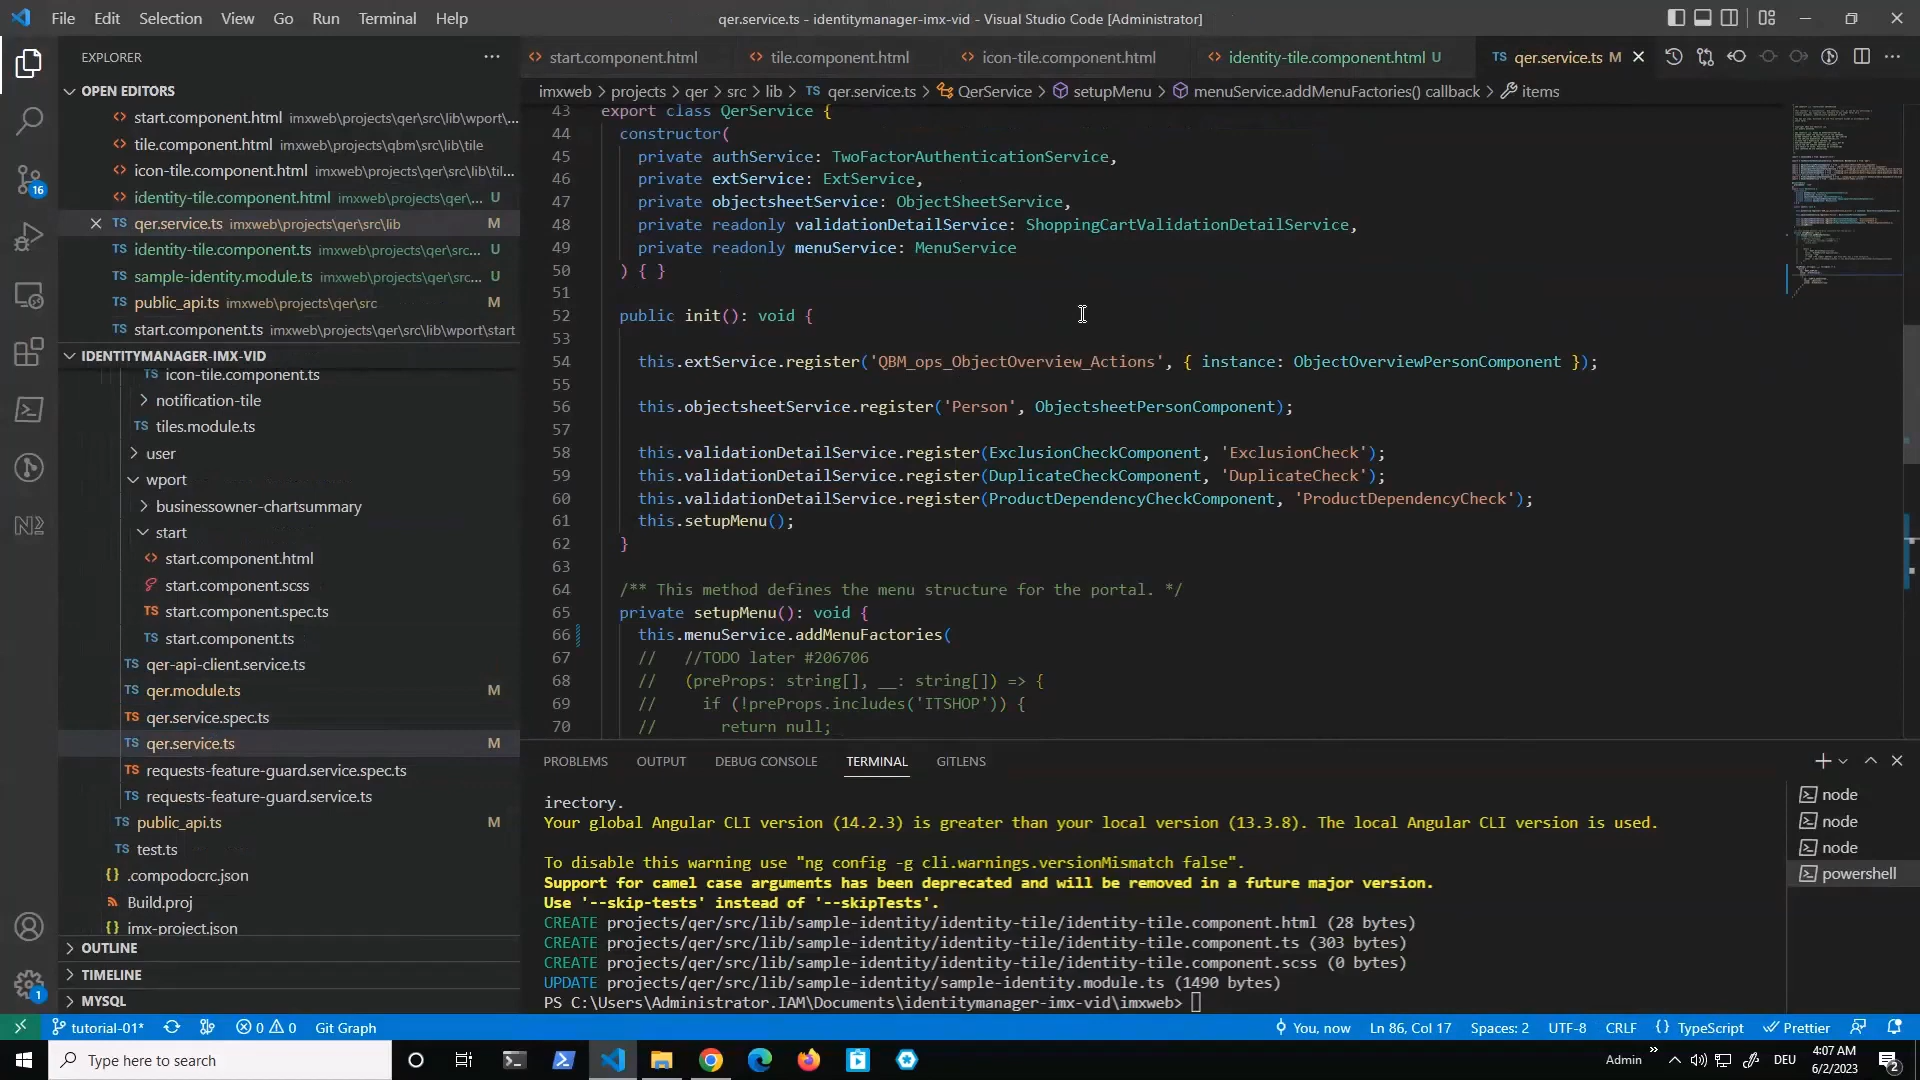 File Edit Selection View Go Run Terminal Help
qer.service.ts - identitymanager-imx-vid - Visual Studio Code [Administrator]
EXPLORER
OPEN EDITORS
start.component.html imxweb\projects\qer\src\lib\wport\...
tile.component.html imxweb\projects\qbm\src\lib\tile
icon-tile.component.html imxweb\projects\qer\src\lib\til...
identity-tile.component.html imxweb\projects\qer\... U
qer.service.ts imxweb\projects\qer\src\lib M
identity-tile.component.ts imxweb\projects\qer\src... U
sample-identity.module.ts imxweb\projects\qer\src... U
public_api.ts imxweb\projects\qer\src M
start.component.ts imxweb\projects\qer\src\lib\wport\start
IDENTITYMANAGER-IMX-VID
icon-tile.component.ts
notification-tile
tiles.module.ts
user
wport
businessowner-chartsummary
start
start.component.html
start.component.scss
start.component.spec.ts
start.component.ts
qer-api-client.service.ts
qer.module.ts M
qer.service.spec.ts
qer.service.ts M
requests-feature-guard.service.spec.ts
requests-feature-guard.service.ts
public_api.ts M
test.ts
.compodocrc.json
Build.proj
imx-project.json
OUTLINE
TIMELINE
MYSQL
16
1
start.component.html tile.component.html icon-tile.component.html identity-tile.component.html U qer.service.ts M
imxweb > projects > qer > src > lib > TS qer.service.ts > QerService > setupMenu > menuService.addMenuFactories() callback > items
43 export class QerService {
44 constructor(
45 private authService: TwoFactorAuthenticationService,
46 private extService: ExtService,
47 private objectsheetService: ObjectSheetService,
48 private readonly validationDetailService: ShoppingCartValidationDetailService,
49 private readonly menuService: MenuService
50 ) { }
51
52 public init(): void {
53
54 this.extService.register('QBM_ops_ObjectOverview_Actions', { instance: ObjectOverviewPersonComponent });
55
56 this.objectsheetService.register('Person', ObjectsheetPersonComponent);
57
58 this.validationDetailService.register(ExclusionCheckComponent, 'ExclusionCheck');
59 this.validationDetailService.register(DuplicateCheckComponent, 'DuplicateCheck');
60 this.validationDetailService.register(ProductDependencyCheckComponent, 'ProductDependencyCheck');
61 this.setupMenu();
62 }
63
64 /** This method defines the menu structure for the portal. */
65 private setupMenu(): void {
66 this.menuService.addMenuFactories(
67 // //TODO later #206706
68 // (preProps: string[], __: string[]) => {
69 // if (!preProps.includes('ITSHOP')) {
70 // return null;
PROBLEMS OUTPUT DEBUG CONSOLE TERMINAL GITLENS
irectory.
Your global Angular CLI version (14.2.3) is greater than your local version (13.3.8). The local Angular CLI version is used.
To disable this warning use "ng config -g cli.warnings.versionMismatch false".
Support for camel case arguments has been deprecated and will be removed in a future major version.
Use '--skip-tests' instead of '--skipTests'.
CREATE projects/qer/src/lib/sample-identity/identity-tile/identity-tile.component.html (28 bytes)
CREATE projects/qer/src/lib/sample-identity/identity-tile/identity-tile.component.ts (303 bytes)
CREATE projects/qer/src/lib/sample-identity/identity-tile/identity-tile.component.scss (0 bytes)
UPDATE projects/qer/src/lib/sample-identity/sample-identity.module.ts (1490 bytes)
PS C:\Users\Administrator.IAM\Documents\identitymanager-imx-vid\imxweb>
node
node
node
powershell
tutorial-01* 0 0 Git Graph You, now Ln 86, Col 17 Spaces: 2 UTF-8 CRLF {} TypeScript Prettier
Type here to search
Admin DEU 4:07 AM
6/2/2023
2